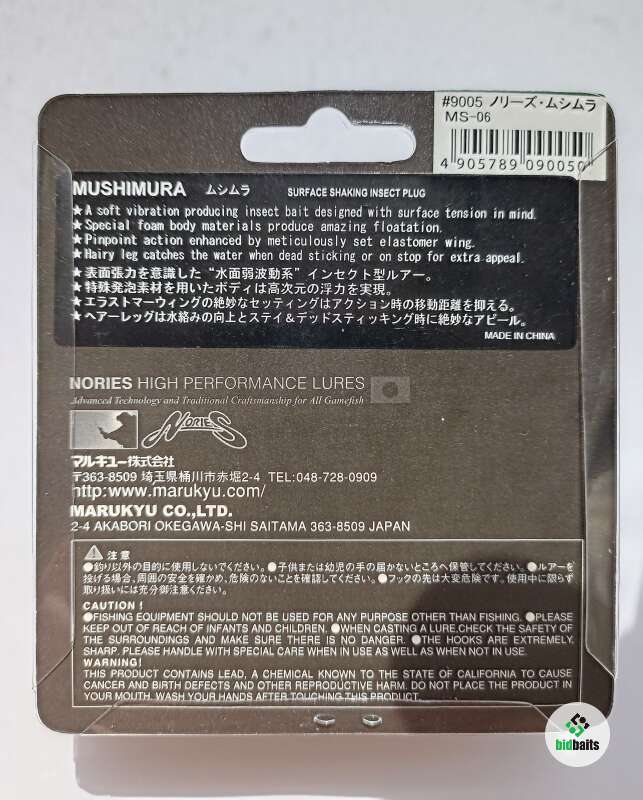 #9005 ノリーズ・ムシムラ
MS-06
4 905789 090050
MUSHIMURA ムシムラ SURFACE SHAKING INSECT PLUG
★A soft vibration producing insect bait designed with surface tension in mind.
★Special foam body materials produce amazing floatation.
★Pinpoint action enhanced by meticulously set elastomer wing.
★Hairy leg catches the water when dead sticking or on stop for extra appeal.
★表面張力を意識した“水面弱波動系”インセクト型ルアー。
★特殊発泡素材を用いたボディは高次元の浮力を実現。
★エラストマーウィングの絶妙なセッティングはアクション時の移動距離を抑える。
★ヘアーレッグは水絡みの向上とステイ&デッドスティッキング時に絶妙なアピール。
MADE IN CHINA
NORIES HIGH PERFORMANCE LURES
Advanced Technology and Traditional Craftsmanship for All Gamefish
NORIES
マルキユー株式会社
〒363-8509 埼玉県桶川市赤堀2-4 TEL:048-728-0909
http:www.marukyu.com/
MARUKYU CO.,LTD.
2-4 AKABORI OKEGAWA-SHI SAITAMA 363-8509 JAPAN
注意
●釣り以外の目的に使用しないでください。●子供または幼児の手の届かないところへ保管してください。●ルアーを
投げる場合、周囲の安全を確かめ、危険のないことを確認してください。●フックの先は大変危険です。使用中に限らず
取り扱いには充分御注意ください。
CAUTION!
●FISHING EQUIPMENT SHOULD NOT BE USED FOR ANY PURPOSE OTHER THAN FISHING. ●PLEASE
KEEP OUT OF REACH OF INFANTS AND CHILDREN. ●WHEN CASTING A LURE.CHECK THE SAFETY OF
THE SURROUNDINGS AND MAKE SURE THERE IS NO DANGER. ●THE HOOKS ARE EXTREMELY
SHARP. PLEASE HANDLE WITH SPECIAL CARE WHEN IN USE AS WELL AS WHEN NOT IN USE.
WARNING!
THIS PRODUCT CONTAINS LEAD, A CHEMICAL KNOWN TO THE STATE OF CALIFORNIA TO CAUSE
CANCER AND BIRTH DEFECTS AND OTHER REPRODUCTIVE HARM. DO NOT PLACE THE PRODUCT IN
YOUR MOUTH. WASH HANDS AFTER TOUCHING THIS PRODUCT.
bidbaits